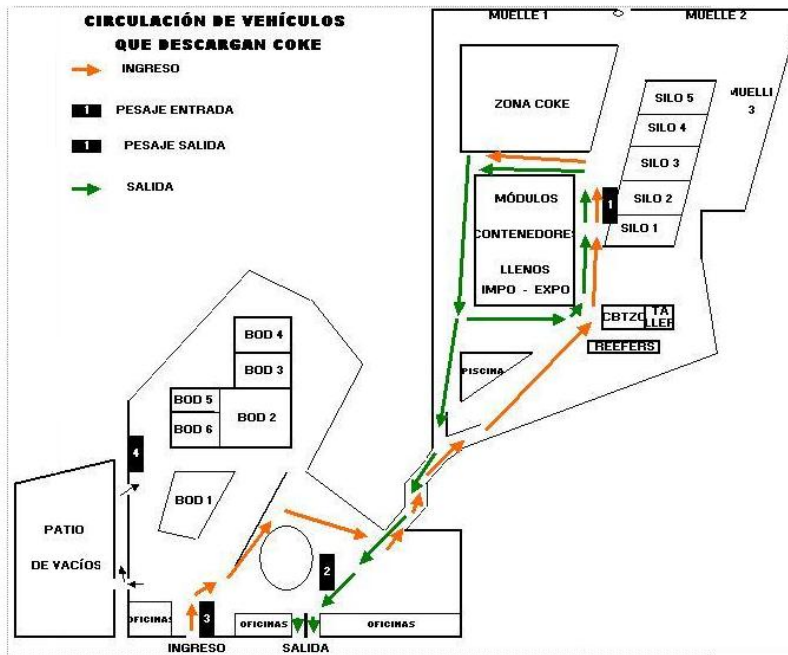 CIRCULACIÓN DE VEHÍCULOS
QUE DESCARGAN COKE
INGRESO
1 PESAJE ENTRADA
1 PESAJE SALIDA
SALIDA
MUELLE 1
MUELLE 2
MUELLI
3
ZONA COKE
SILO 5
SILO 4
SILO 3
SILO 2
SILO 1
1
MÓDULOS
CONTENEDORES
LLENOS
IMPO - EXPO
CBTZO
TA
LLER
REEFERS
PISCINA
BOD 4
BOD 3
BOD 5
BOD 6
BOD 2
4
BOD 1
PATIO
DE VACÍOS
2
3
OFICINAS
OFICINAS
OFICINAS
INGRESO
SALIDA